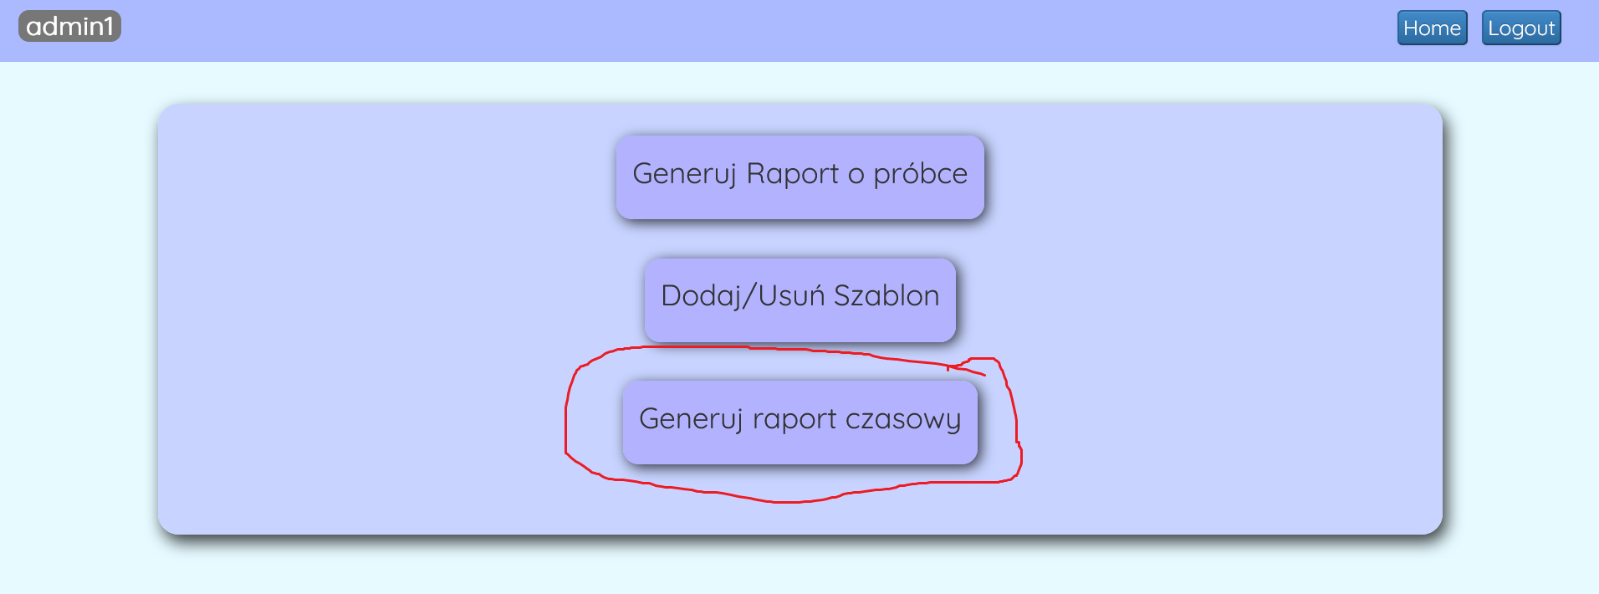 admin1
Home
Logout
Generuj Raport o próbce
Dodaj/Usuń Szablon
Generuj raport czasowy